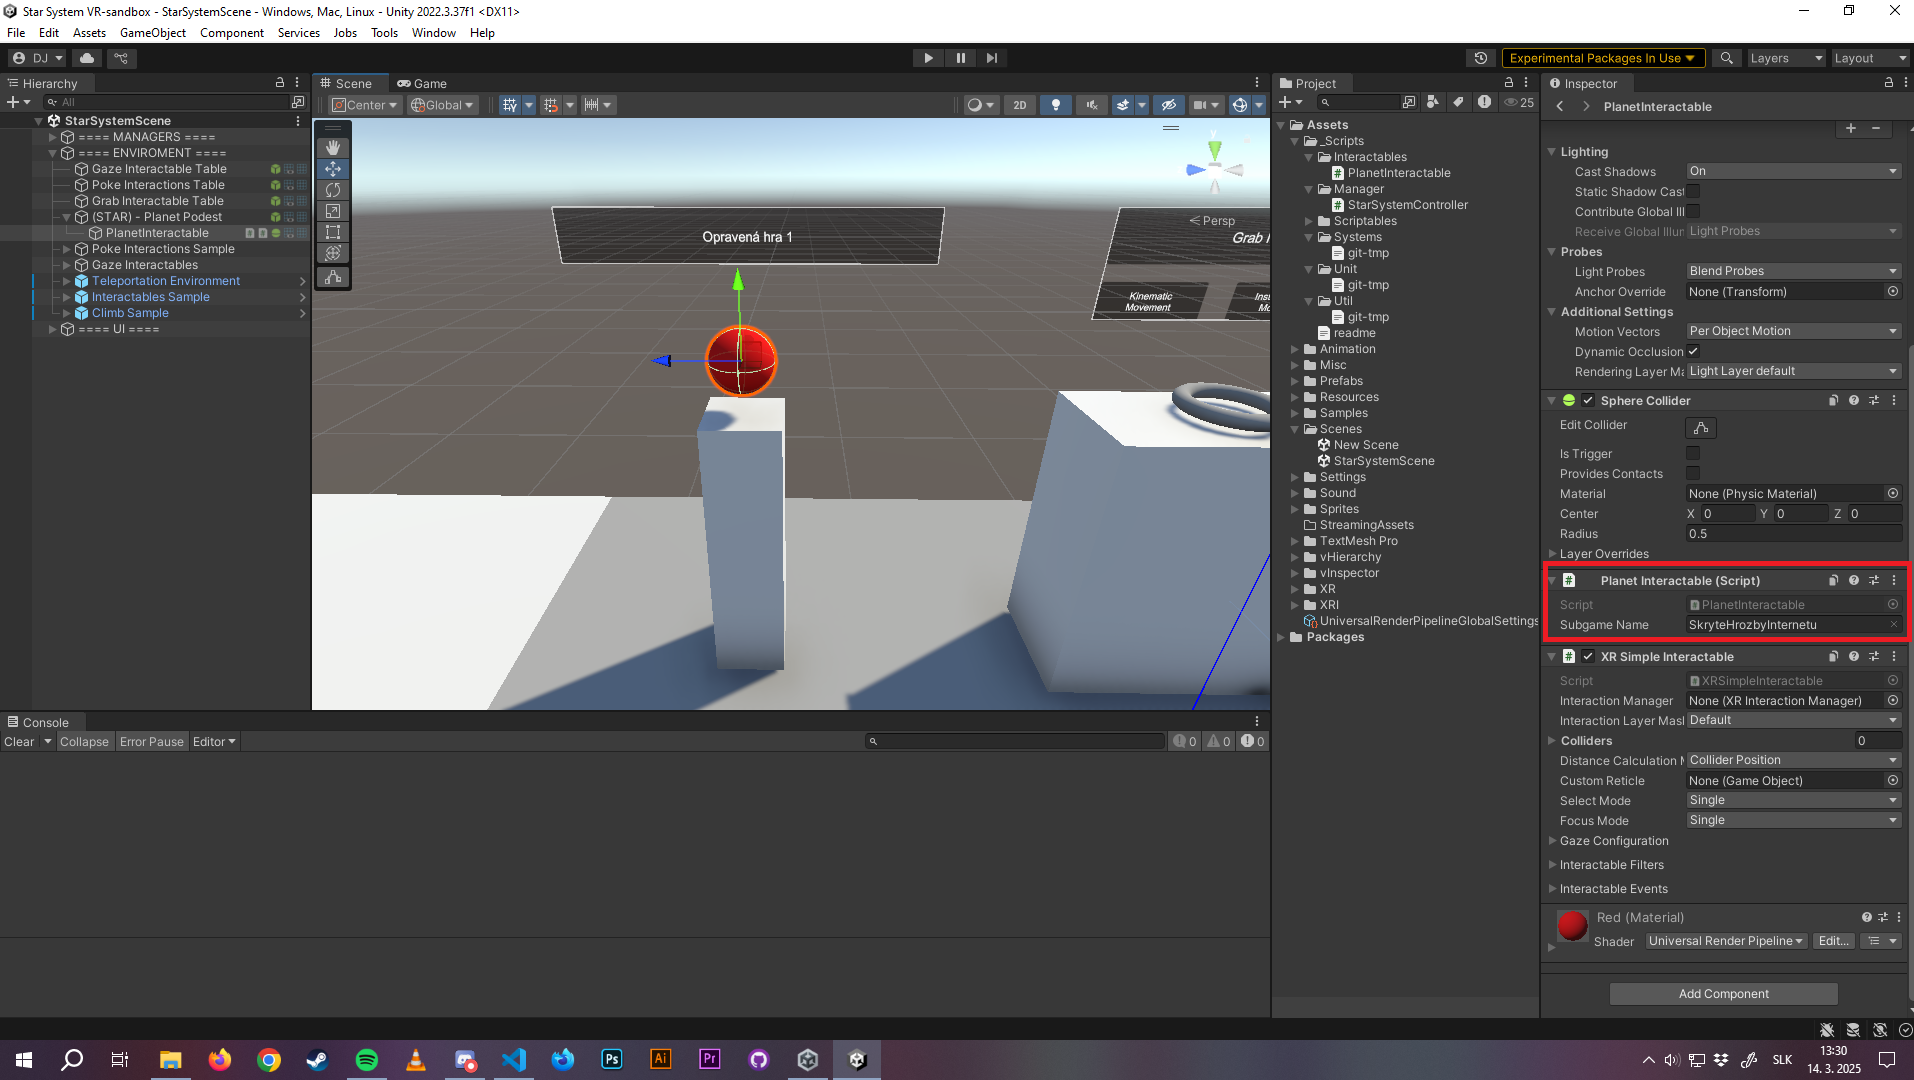 Star System VR-sandbox - StarSystemScene - Windows, Mac, Linux - Unity 2022.3.37f1 <DX11>
File Edit Assets GameObject Component Services Jobs Tools Window Help
DJ
Experimental Packages In Use
Layers
Layout
Hierarchy
All
StarSystemScene
==== MANAGERS ====
==== ENVIROMENT ====
Gaze Interactable Table
Poke Interactions Table
Grab Interactable Table
(STAR) - Planet Podest
PlanetInteractable
Poke Interactions Sample
Gaze Interactables
Teleportation Environment
Interactables Sample
Climb Sample
==== UI ====
Scene
Game
Center
Global
2D
y
Persp
Opravená hra 1
Grab I
Kinematic
Movement
Ins
Mo
Console
Clear Collapse Error Pause Editor
0 0 0
Project
25
Assets
_Scripts
Interactables
PlanetInteractable
Manager
StarSystemController
Scriptables
Systems
git-tmp
Unit
git-tmp
Util
git-tmp
readme
Animation
Misc
Prefabs
Resources
Samples
Scenes
New Scene
StarSystemScene
Settings
Sound
Sprites
StreamingAssets
TextMesh Pro
vHierarchy
vInspector
XR
XRI
UniversalRenderPipelineGlobalSettings
Packages
Inspector
PlanetInteractable
Lighting
Cast Shadows On
Static Shadow Cast
Contribute Global Ill
Receive Global Illum Light Probes
Probes
Light Probes Blend Probes
Anchor Override None (Transform)
Additional Settings
Motion Vectors Per Object Motion
Dynamic Occlusion
Rendering Layer Ma Light Layer default
Sphere Collider
Edit Collider
Is Trigger
Provides Contacts
Material None (Physic Material)
Center X 0 Y 0 Z 0
Radius 0.5
Layer Overrides
Planet Interactable (Script)
Script PlanetInteractable
Subgame Name SkryteHrozbyInternetu
XR Simple Interactable
Script XRSimpleInteractable
Interaction Manager None (XR Interaction Manager)
Interaction Layer Mask Default
Colliders 0
Distance Calculation M Collider Position
Custom Reticle None (Game Object)
Select Mode Single
Focus Mode Single
Gaze Configuration
Interactable Filters
Interactable Events
Red (Material)
Shader Universal Render Pipeline Edit...
Add Component
Ps Ai Pr
SLK
13:30
14. 3. 2025